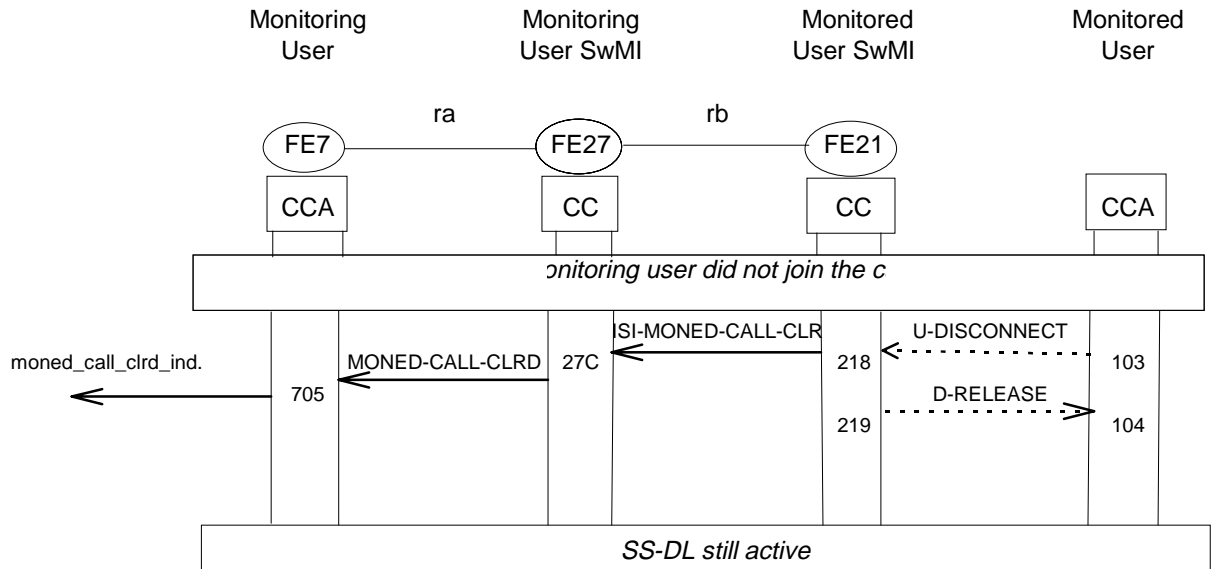 Monitoring
User
Monitoring
User SwMI
Monitored
User SwMI
Monitored
User
ra
rb
FE7
FE27
FE21
CCA
CC
CC
CCA
onitoring user did not join the c
ISI-MONED-CALL-CLR
U-DISCONNECT
moned_call_clrd_ind.
MONED-CALL-CLRD
27C
218
103
705
D-RELEASE
219
104
SS-DL still active